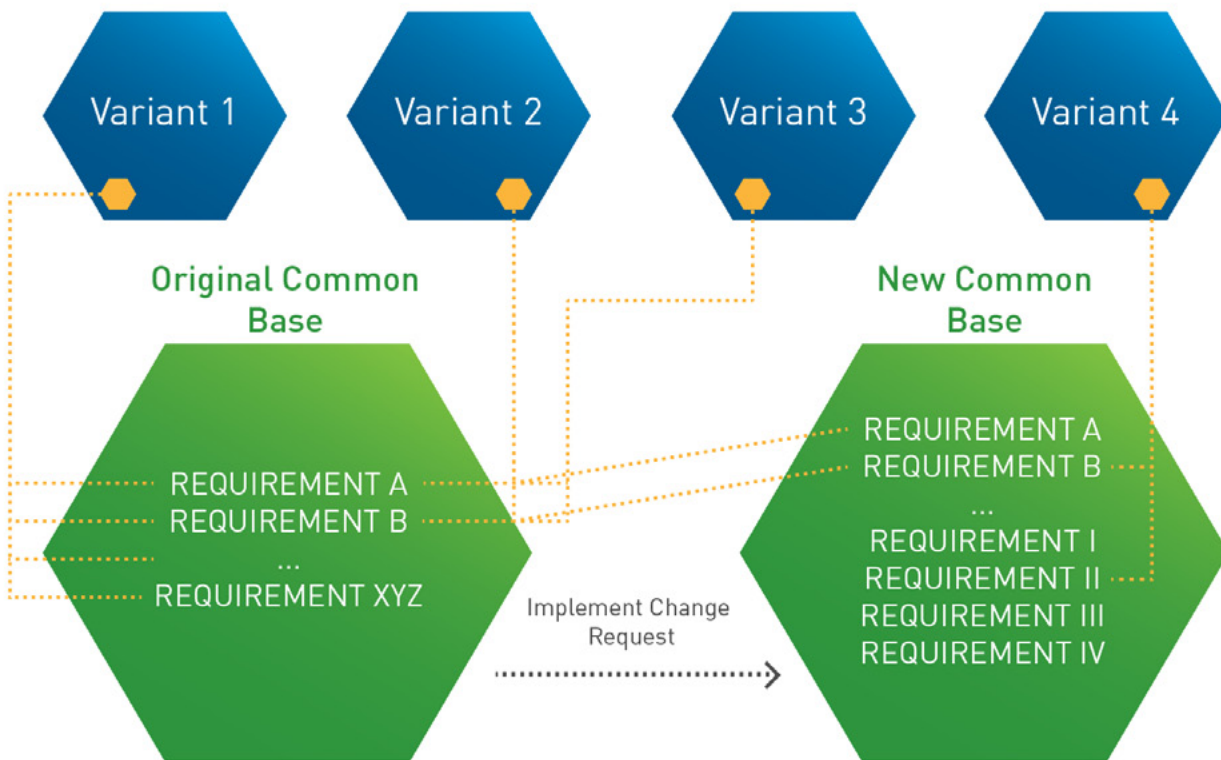 Variant 1
Variant 2
Variant 3
Variant 4
Original Common
Base
New Common
Base
REQUIREMENT A
REQUIREMENT B
...
REQUIREMENT XYZ
Implement Change
Request
REQUIREMENT A
REQUIREMENT B
...
REQUIREMENT I
REQUIREMENT II
REQUIREMENT III
REQUIREMENT IV